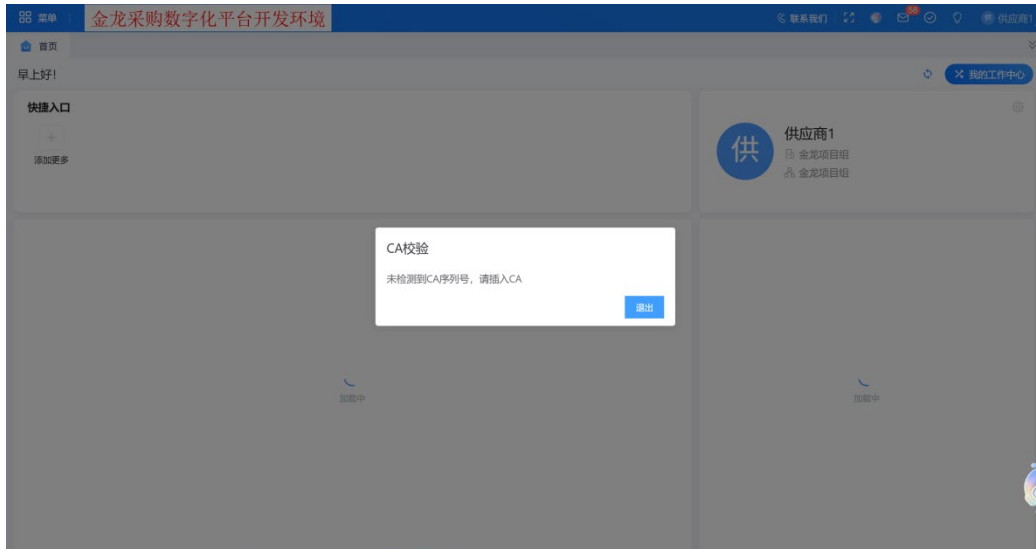 菜单
金龙采购数字化平台开发环境
联系我们
56
供应商1
首页
早上好!
我的工作中心
快捷入口
添加更多
供
供应商1
金龙项目组
金龙项目组
CA校验
未检测到CA序列号，请插入CA
退出
加载中
加载中